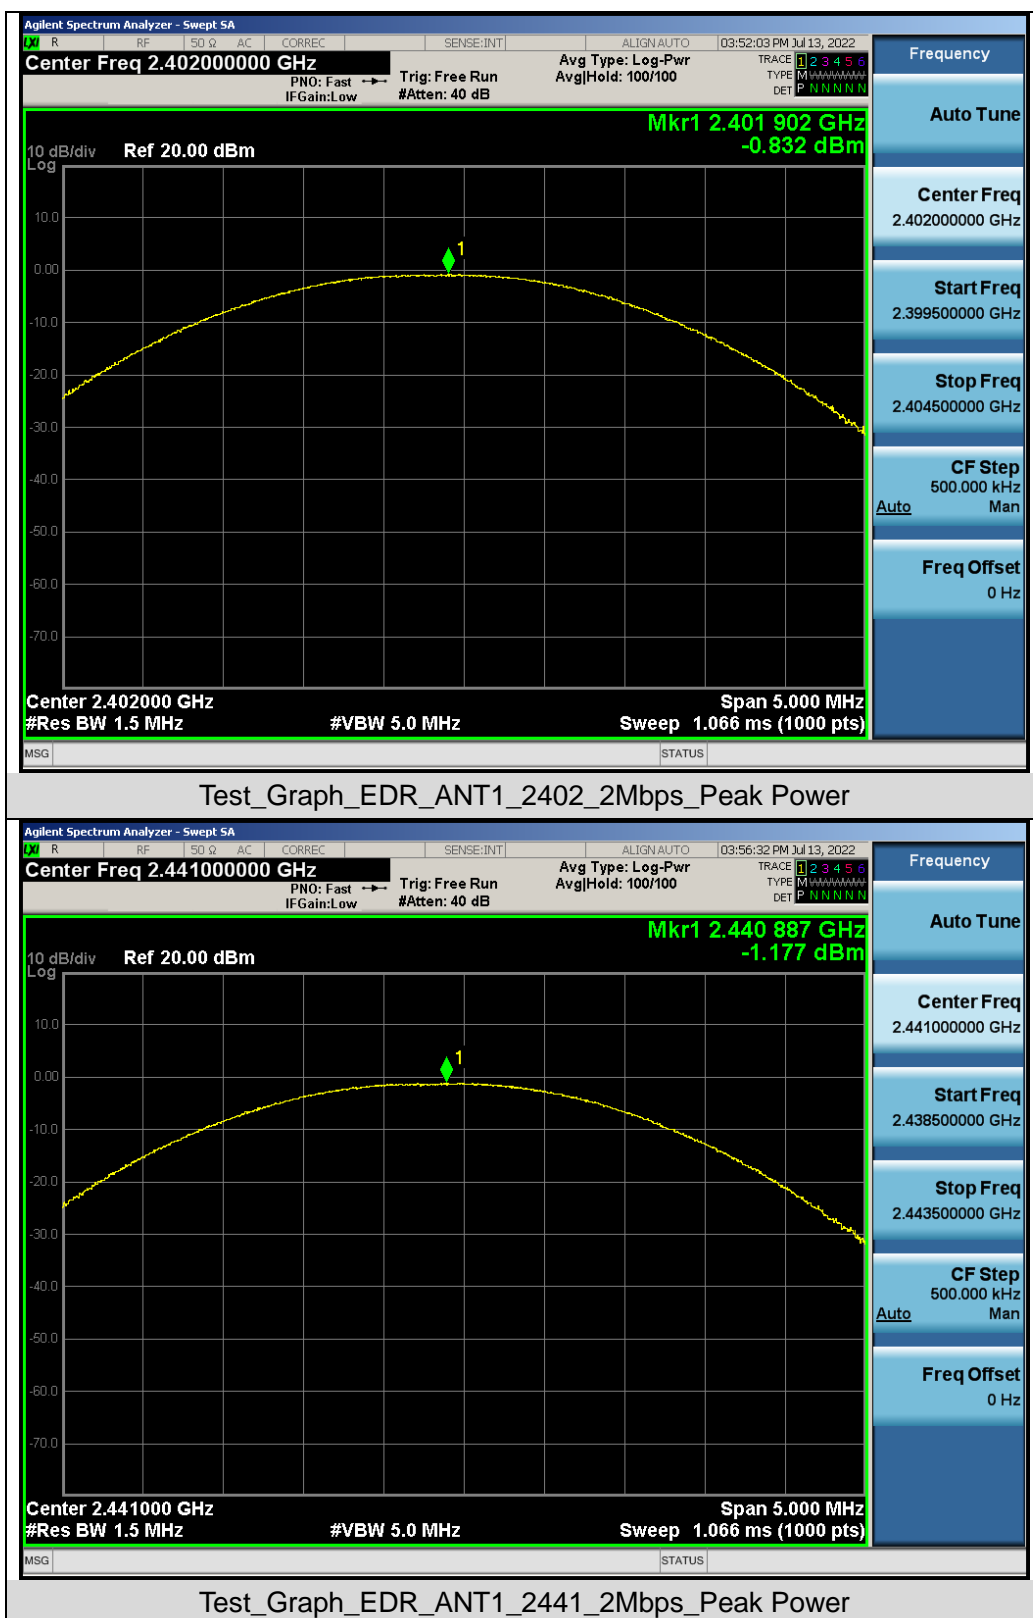 Agilent Spectrum Analyzer - Swept SA
LXI R RF 50 Ω AC CORREC SENSE:INT ALIGN AUTO 03:52:03 PM Jul 13, 2022
Center Freq 2.402000000 GHz
PNO: Fast
IFGain:Low
Trig: Free Run
#Atten: 40 dB
Avg Type: Log-Pwr
Avg|Hold: 100/100
TRACE 1 2 3 4 5 6
TYPE M WWWWW
DET P N N N N N
Mkr1 2.401 902 GHz
-0.832 dBm
10 dB/div
Log
Ref 20.00 dBm
1
10.0
0.00
-10.0
-20.0
-30.0
-40.0
-50.0
-60.0
-70.0
Center 2.402000 GHz
Span 5.000 MHz
#Res BW 1.5 MHz
#VBW 5.0 MHz
Sweep 1.066 ms (1000 pts)
MSG
STATUS
Frequency
Auto Tune
Center Freq
2.402000000 GHz
Start Freq
2.399500000 GHz
Stop Freq
2.404500000 GHz
CF Step
500.000 kHz
Auto Man
Freq Offset
0 Hz
Test_Graph_EDR_ANT1_2402_2Mbps_Peak Power
Agilent Spectrum Analyzer - Swept SA
LXI R RF 50 Ω AC CORREC SENSE:INT ALIGN AUTO 03:56:32 PM Jul 13, 2022
Center Freq 2.441000000 GHz
PNO: Fast
IFGain:Low
Trig: Free Run
#Atten: 40 dB
Avg Type: Log-Pwr
Avg|Hold: 100/100
TRACE 1 2 3 4 5 6
TYPE M WWWWW
DET P N N N N N
Mkr1 2.440 887 GHz
-1.177 dBm
10 dB/div
Log
Ref 20.00 dBm
1
10.0
0.00
-10.0
-20.0
-30.0
-40.0
-50.0
-60.0
-70.0
Center 2.441000 GHz
Span 5.000 MHz
#Res BW 1.5 MHz
#VBW 5.0 MHz
Sweep 1.066 ms (1000 pts)
MSG
STATUS
Frequency
Auto Tune
Center Freq
2.441000000 GHz
Start Freq
2.438500000 GHz
Stop Freq
2.443500000 GHz
CF Step
500.000 kHz
Auto Man
Freq Offset
0 Hz
Test_Graph_EDR_ANT1_2441_2Mbps_Peak Power